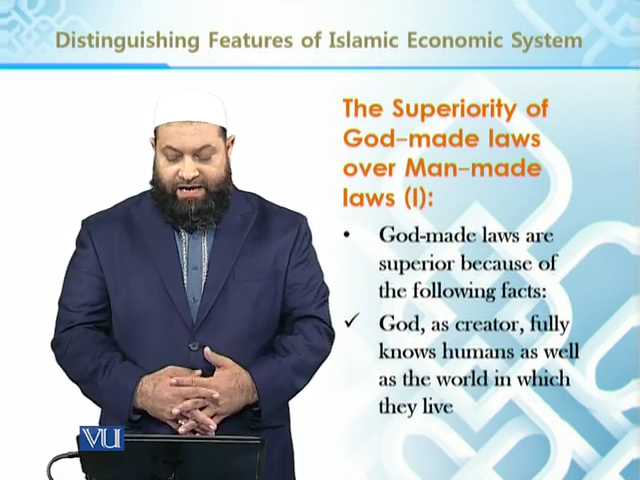 Distinguishing Features of Islamic Economic System
The Superiority of
God-made laws
over Man-made
laws (I):
• God-made laws are
superior because of
the following facts:
✓ God, as creator, fully
knows humans as well
as the world in which
they live
VU